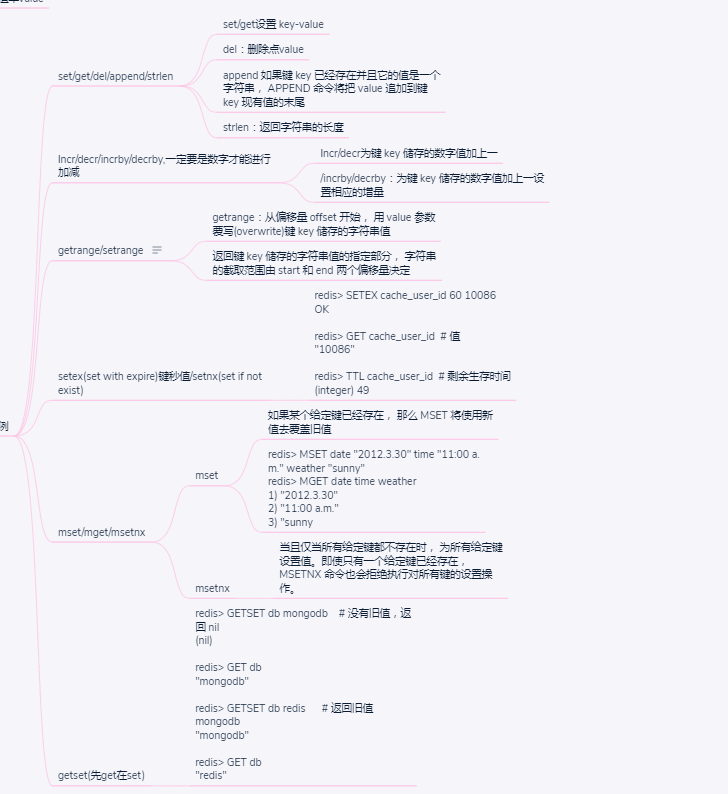 set/get设置 key-value
del：删除点value
set/get/del/append/strlen
append 如果键 key 已经存在并且它的值是一个
字符串， APPEND 命令将把 value 追加到键
key 现有值的末尾
strlen：返回字符串的长度
Incr/decr/incrby/decrby,一定要是数字才能进行
加减
Incr/decr为键 key 储存的数字值加上一
/incrby/decrby：为键 key 储存的数字值加上一设
置相应的增量
getrange/setrange
getrange：从偏移量 offset 开始， 用 value 参数
覆写(overwrite)键 key 储存的字符串值
返回键 key 储存的字符串值的指定部分， 字符串
的截取范围由 start 和 end 两个偏移量决定
setex(set with expire)键秒值/setnx(set if not
exist)
redis> SETEX cache_user_id 60 10086
OK
redis> GET cache_user_id  # 值
"10086"
redis> TTL cache_user_id  # 剩余生存时间
(integer) 49
例
mset/mget/msetnx
mset
如果某个给定键已经存在， 那么 MSET 将使用新
值去覆盖旧值
redis> MSET date "2012.3.30" time "11:00 a.
m." weather "sunny"
redis> MGET date time weather
1) "2012.3.30"
2) "11:00 a.m."
3) "sunny
msetnx
当且仅当所有给定键都不存在时， 为所有给定键
设置值。即使只有一个给定键已经存在，
MSETNX 命令也会拒绝执行对所有键的设置操
作。
getset(先get在set)
redis> GETSET db mongodb    # 没有旧值，返
回 nil
(nil)
redis> GET db
"mongodb"
redis> GETSET db redis      # 返回旧值
mongodb
"mongodb"
redis> GET db
"redis"